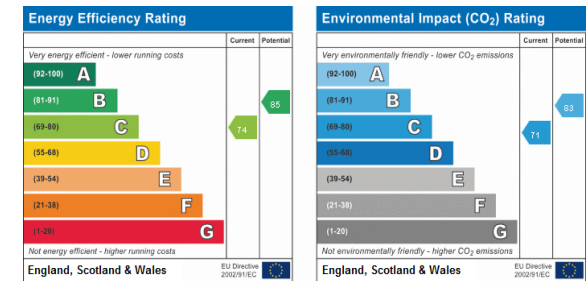 Energy Efficiency Rating
Current Potential
Very energy efficient - lower running costs
(92-100) A
(81-91) B
85
(69-80) C
74
(55-68) D
(39-54) E
(21-38) F
(1-20) G
Not energy efficient - higher running costs
England, Scotland & Wales
EU Directive
2002/91/EC
Environmental Impact (CO2) Rating
Current Potential
Very environmentally friendly - lower CO2 emissions
(92-100) A
(81-91) B
83
(69-80) C
71
(55-68) D
(39-54) E
(21-38) F
(1-20) G
Not environmentally friendly - higher CO2 emissions
England, Scotland & Wales
EU Directive
2002/91/EC